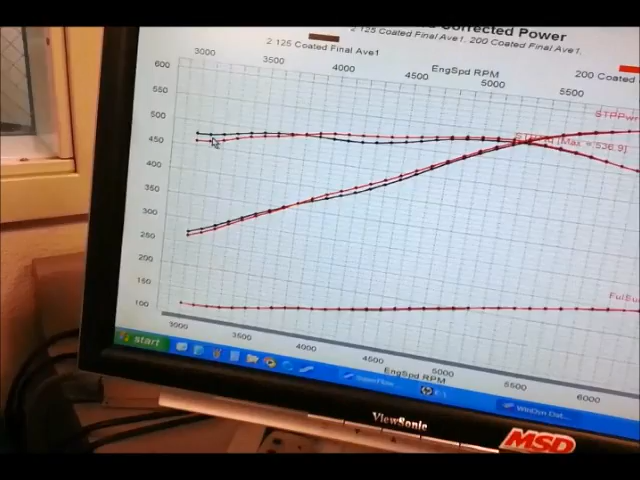 Corrected Power
2.125 Coated Final Ave1, 200 Coated Final Ave1.
2.125 Coated Final Ave1
200 Coated
EngSpd RPM
3000 3500 4000 4500 5000 5500
600
550
500
450
400
350
300
250
200
150
100
STPPwr
[Max = 536.9]
3000 3500 4000 4500 5000 5500 6000
EngSpd RPM
start
WinDyn Dat...
ViewSonic
MSD